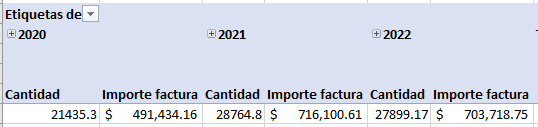 Etiquetas de
2020 2021 2022
Cantidad Importe factura Cantidad Importe factura Cantidad Importe factura
21435.3 $ 491,434.16 28764.8 $ 716,100.61 27899.17 $ 703,718.75